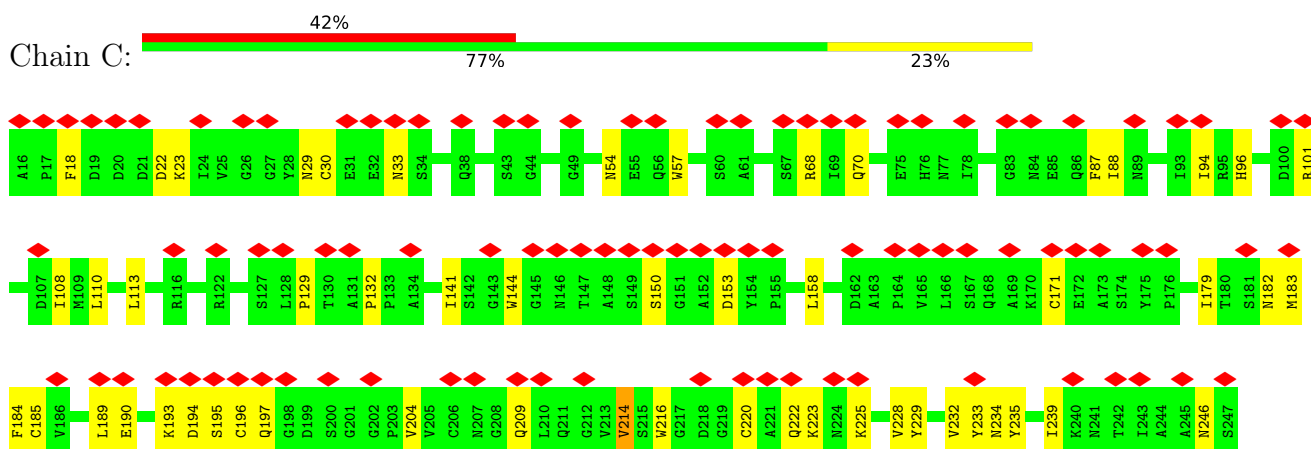 42%
Chain C:
77% 23%
A16 P17 F18 D19 D20 D21 D22 K23 I24 V25 G26 G27 Y28 N29 C30 E31 E32 N33 S34 Q38 S43 G44 G49 N54 E55 Q56 W57 S60 A61 S67 R68 I69 Q70 E75 H76 N77 I78 G83 N84 E85 Q86 F87 I88 N89 I93 I94 R95 H96 D100 R101
D107 I108 M109 L110 L113 R116 R122 S127 L128 P129 T130 A131 P132 P133 A134 I141 S142 G143 W144 G145 N146 T147 A148 S149 S150 G151 A152 D153 Y154 P155 L158 D162 A163 P164 V165 L166 S167 Q168 A169 K170 C171 E172 A173 S174 Y175 P176 I179 T180 S181 N182 M183
F184 C185 V186 L189 E190 K193 D194 S195 C196 Q197 G198 D199 S200 G201 G202 P203 V204 V205 C206 N207 G208 Q209 L210 Q211 G212 V213 V214 S215 W216 G217 D218 G219 C220 A221 Q222 K223 N224 K225 V228 Y229 V232 Y233 N234 Y235 I239 K240 N241 T242 I243 A244 A245 N246 S247